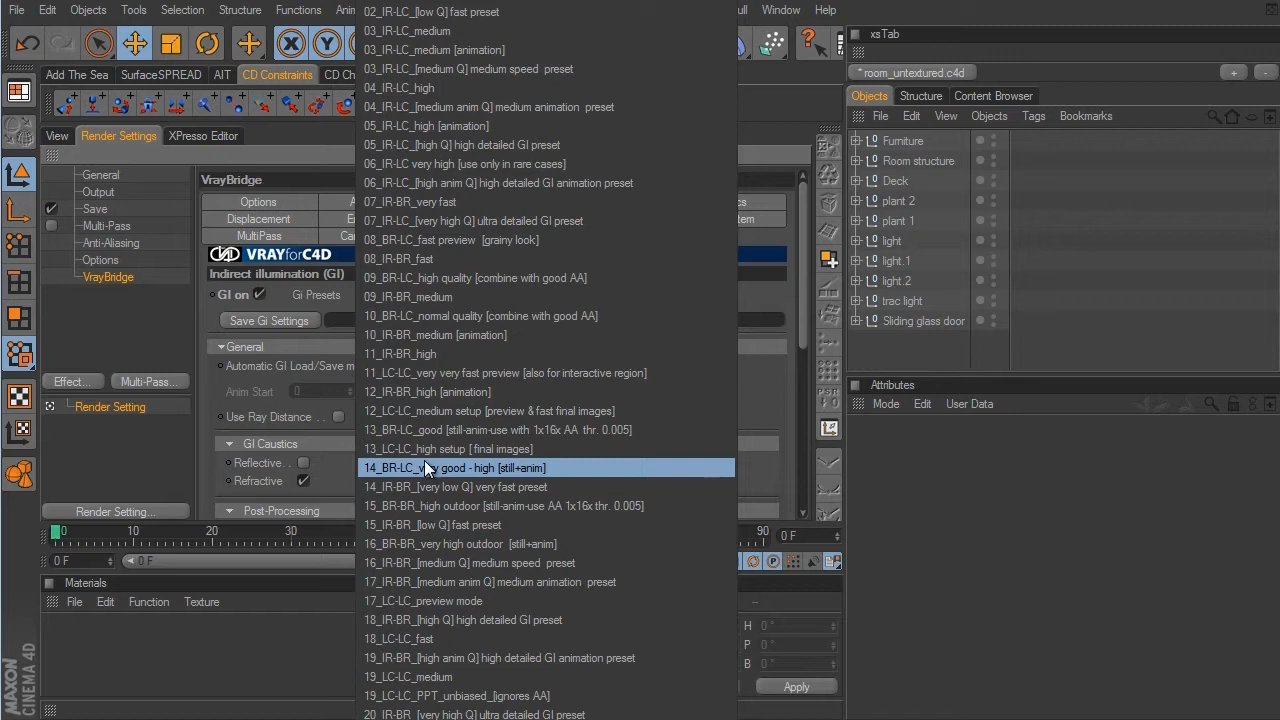 File Edit Objects Tools Selection Structure Functions Window Help
xsTab
* room_untextured.c4d
Add The Sea SurfaceSPREAD AIT CD Constraints
Objects Structure Content Browser
File Edit View Objects Tags Bookmarks
View Render Settings XPresso Editor
General
Output
Save
Multi-Pass
Anti-Aliasing
Options
VrayBridge
Effect... Multi-Pass...
Render Setting
Render Setting...
VrayBridge
Options
Displacement
MultiPass
VRAYforC4D
Indirect illumination (GI)
GI on Gi Presets
Save Gi Settings
General
Automatic GI Load/Save m
Anim Start 0
Use Ray Distance . .
GI Caustics
Reflective. .
Refractive
Post-Processing
02_IR-LC_[low Q] fast preset
03_IR-LC_medium
03_IR-LC_medium [animation]
03_IR-LC_[medium Q] medium speed preset
04_IR-LC_high
04_IR-LC_[medium anim Q] medium animation preset
05_IR-LC_high [animation]
05_IR-LC_[high Q] high detailed GI preset
06_IR-LC very high [use only in rare cases]
06_IR-LC_[high anim Q] high detailed GI animation preset
07_IR-BR_very fast
07_IR-LC_[very high Q] ultra detailed GI preset
08_BR-LC_fast preview [grainy look]
08_IR-BR_fast
09_BR-LC_high quality [combine with good AA]
09_IR-BR_medium
10_BR-LC_normal quality [combine with good AA]
10_IR-BR_medium [animation]
11_IR-BR_high
11_LC-LC_very very fast preview [also for interactive region]
12_IR-BR_high [animation]
12_LC-LC_medium setup [preview & fast final images]
13_BR-LC_good [still-anim-use with 1x16x AA thr. 0.005]
13_LC-LC_high setup [ final images]
14_BR-LC_very good - high [still+anim]
14_IR-BR_[very low Q] very fast preset
15_BR-BR_high outdoor [still-anim-use AA 1x16x thr. 0.005]
15_IR-BR_[low Q] fast preset
16_BR-BR_very high outdoor [still+anim]
16_IR-BR_[medium Q] medium speed preset
17_IR-BR_[medium anim Q] medium animation preset
17_LC-LC_preview mode
18_IR-BR_[high Q] high detailed GI preset
18_LC-LC_fast
19_IR-BR_[high anim Q] high detailed GI animation preset
19_LC-LC_medium
19_LC-LC_PPT_unbiased_[ignores AA]
20_IR-BR_[very high Q] ultra detailed GI preset
Furniture
Room structure
Deck
plant 2
plant 1
light
light.1
light.2
trac light
Sliding glass door
Attributes
Mode Edit User Data
0 10 20 30 90 0 F
0 F 0 F
Materials
File Edit Function Texture
H 0 °
P 0 °
B 0 °
Apply
MAXON
CINEMA 4D